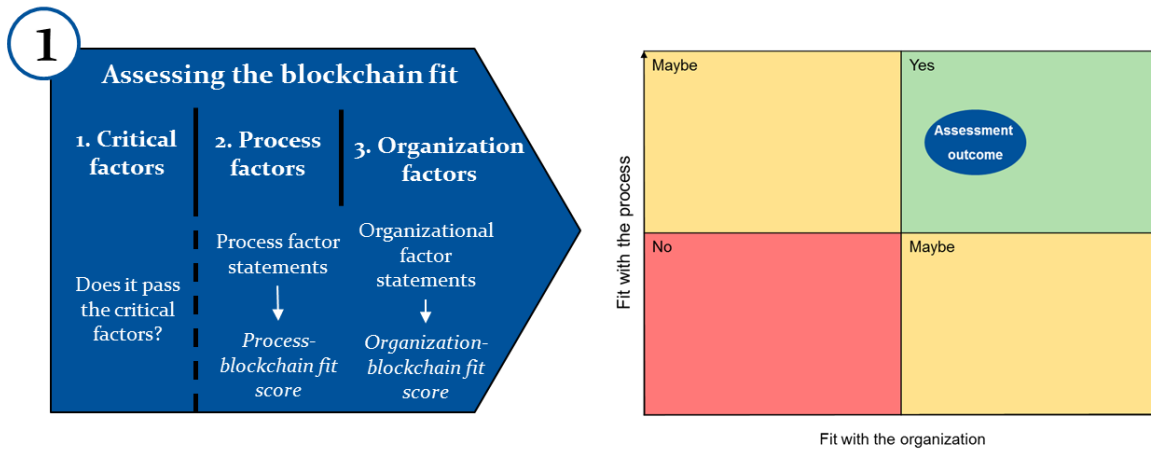 1
Assessing the blockchain fit
1. Critical
factors
2. Process
factors
3. Organization
factors
Does it pass
the critical
factors?
Process factor
statements
Process-
blockchain fit
score
Organizational
factor
statements
Organization-
blockchain fit
score
Fit with the process
Maybe
Yes
Assessment
outcome
No
Maybe
Fit with the organization